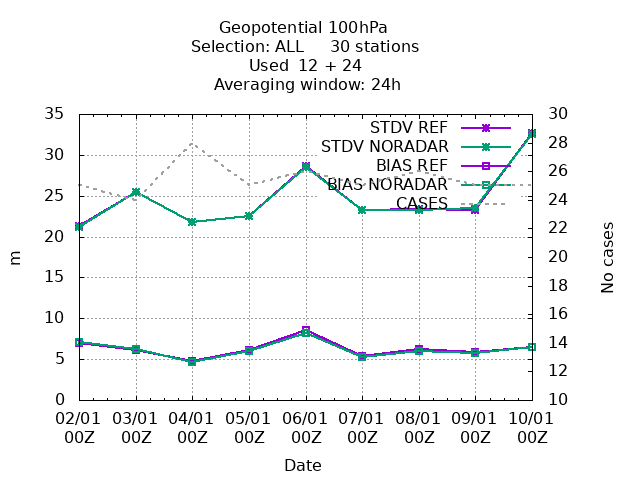 Geopotential 100hPa
Selection: ALL 30 stations
Used 12 + 24
Averaging window: 24h
35
30
25
20
15
10
5
0
m
30
28
26
24
22
20
18
16
14
12
10
No cases
STDV REF
STDV NORADAR
BIAS REF
BIAS NORADAR
CASES
02/01 03/01 04/01 05/01 06/01 07/01 08/01 09/01 10/01
00Z 00Z 00Z 00Z 00Z 00Z 00Z 00Z 00Z
Date